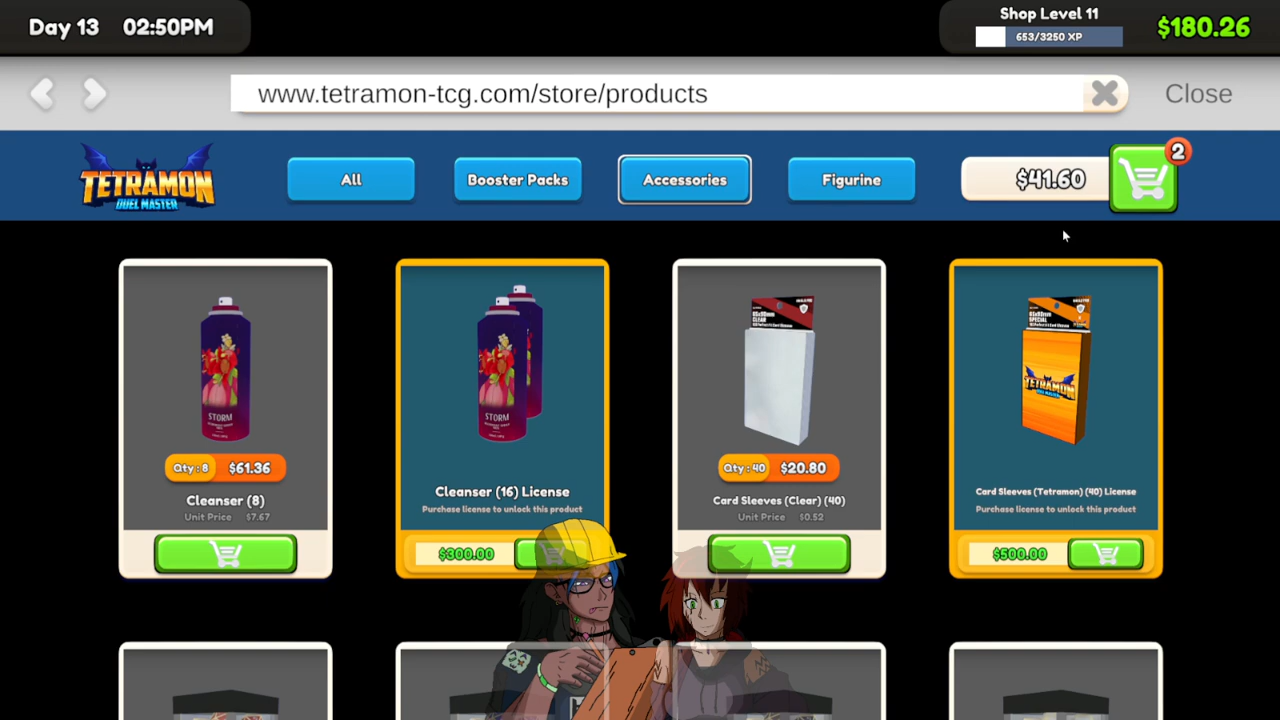 Day 13 02:50PM
Shop Level 11
653/3250 XP
$180.26
www.tetramon-tcg.com/store/products
Close
TETRAMON
DUEL MASTER
All
Booster Packs
Accessories
Figurine
$41.60
2
STORM
Qty : 8 $61.36
Cleanser (8)
Unit Price $7.67
STORM
Cleanser (16) License
Purchase license to unlock this product
$300.00
CLEAR
Qty : 40 $20.80
Card Sleeves (Clear) (40)
Unit Price $0.52
SPECIAL
TETRAMON
Card Sleeves (Tetramon) (40) License
Purchase license to unlock this product
$500.00